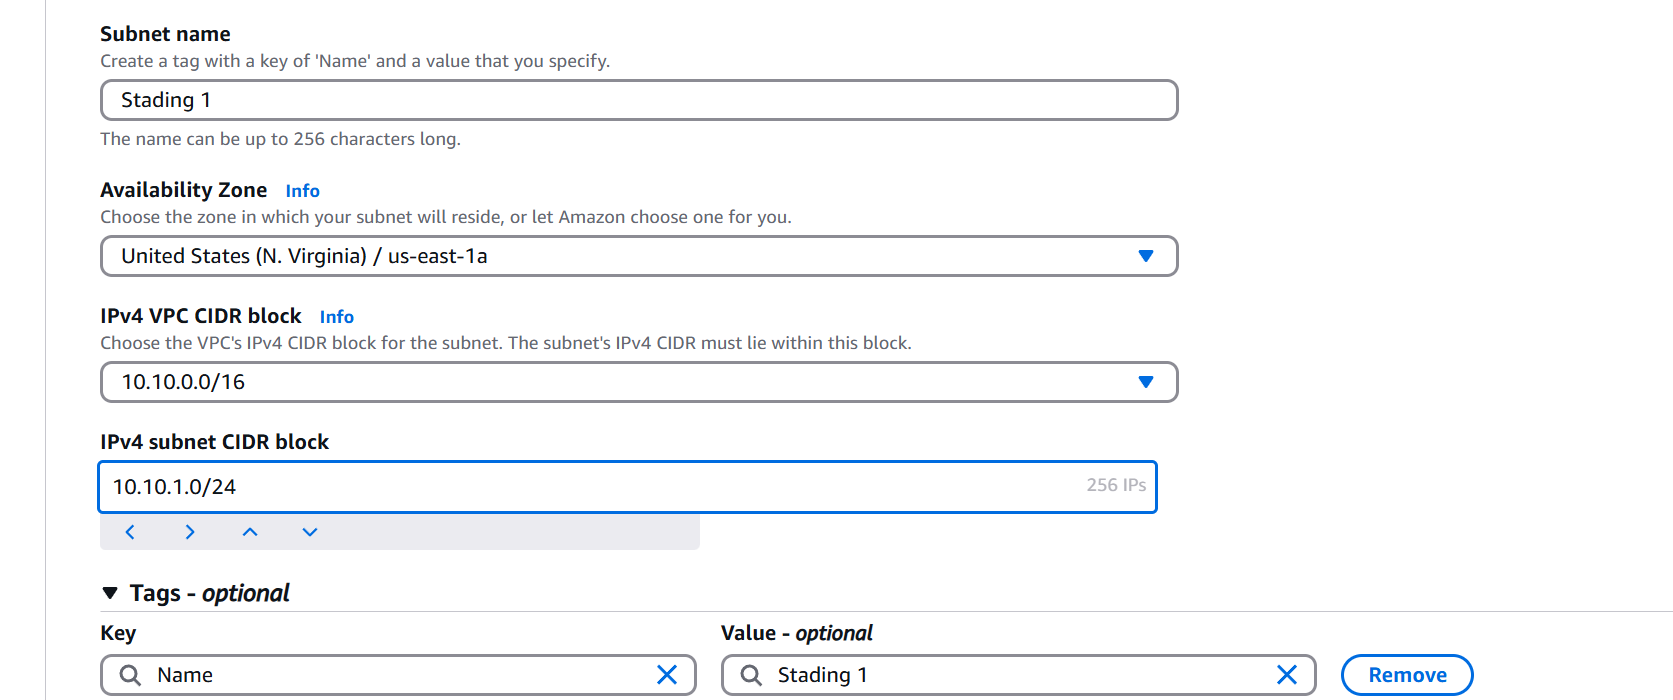 Subnet name
Create a tag with a key of 'Name' and a value that you specify.
Stading 1
The name can be up to 256 characters long.
Availability Zone Info
Choose the zone in which your subnet will reside, or let Amazon choose one for you.
United States (N. Virginia) / us-east-1a
IPv4 VPC CIDR block Info
Choose the VPC's IPv4 CIDR block for the subnet. The subnet's IPv4 CIDR must lie within this block.
10.10.0.0/16
IPv4 subnet CIDR block
10.10.1.0/24 256 IPs
Tags - optional
Key Value - optional
Name Stading 1 Remove